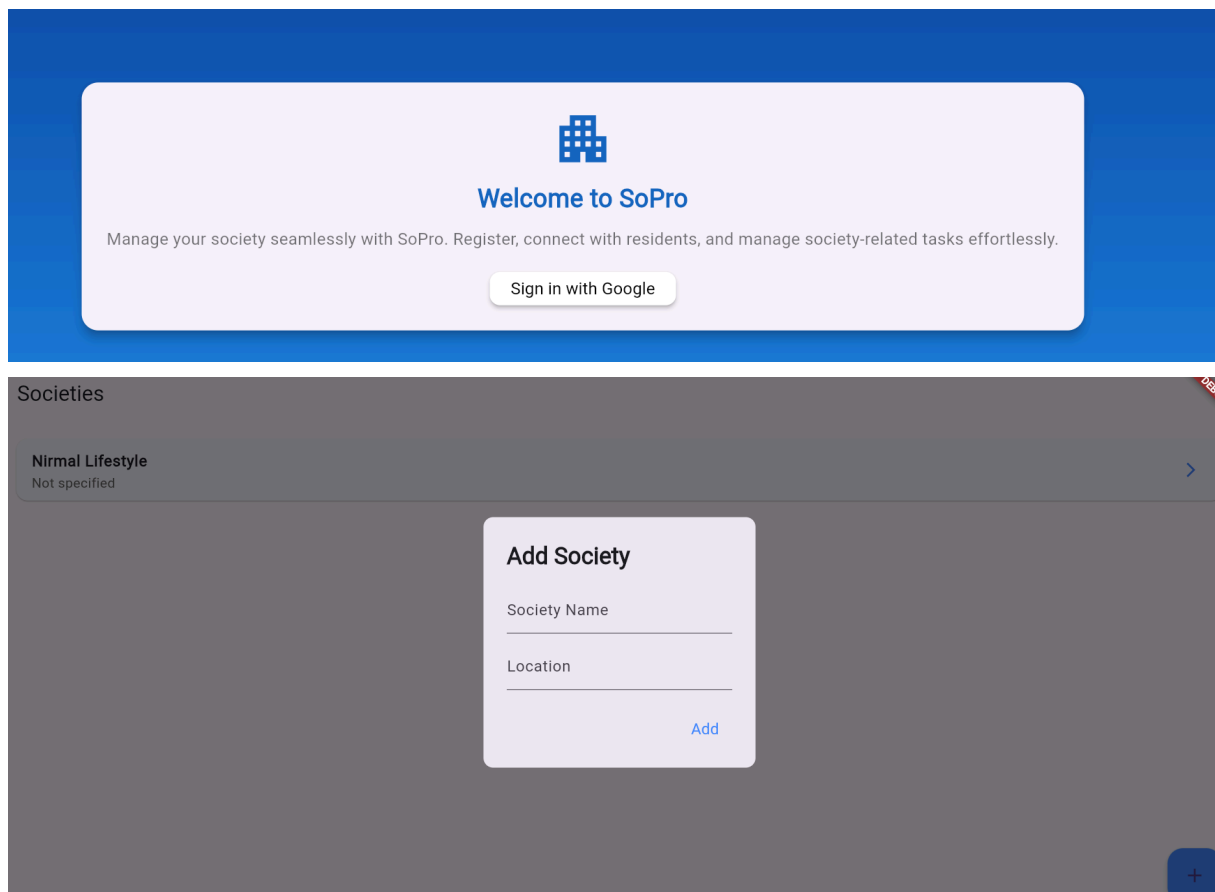 Welcome to SoPro
Manage your society seamlessly with SoPro. Register, connect with residents, and manage society-related tasks effortlessly.
Sign in with Google
Societies
Nirmal Lifestyle
Not specified
Add Society
Society Name
Location
Add
+